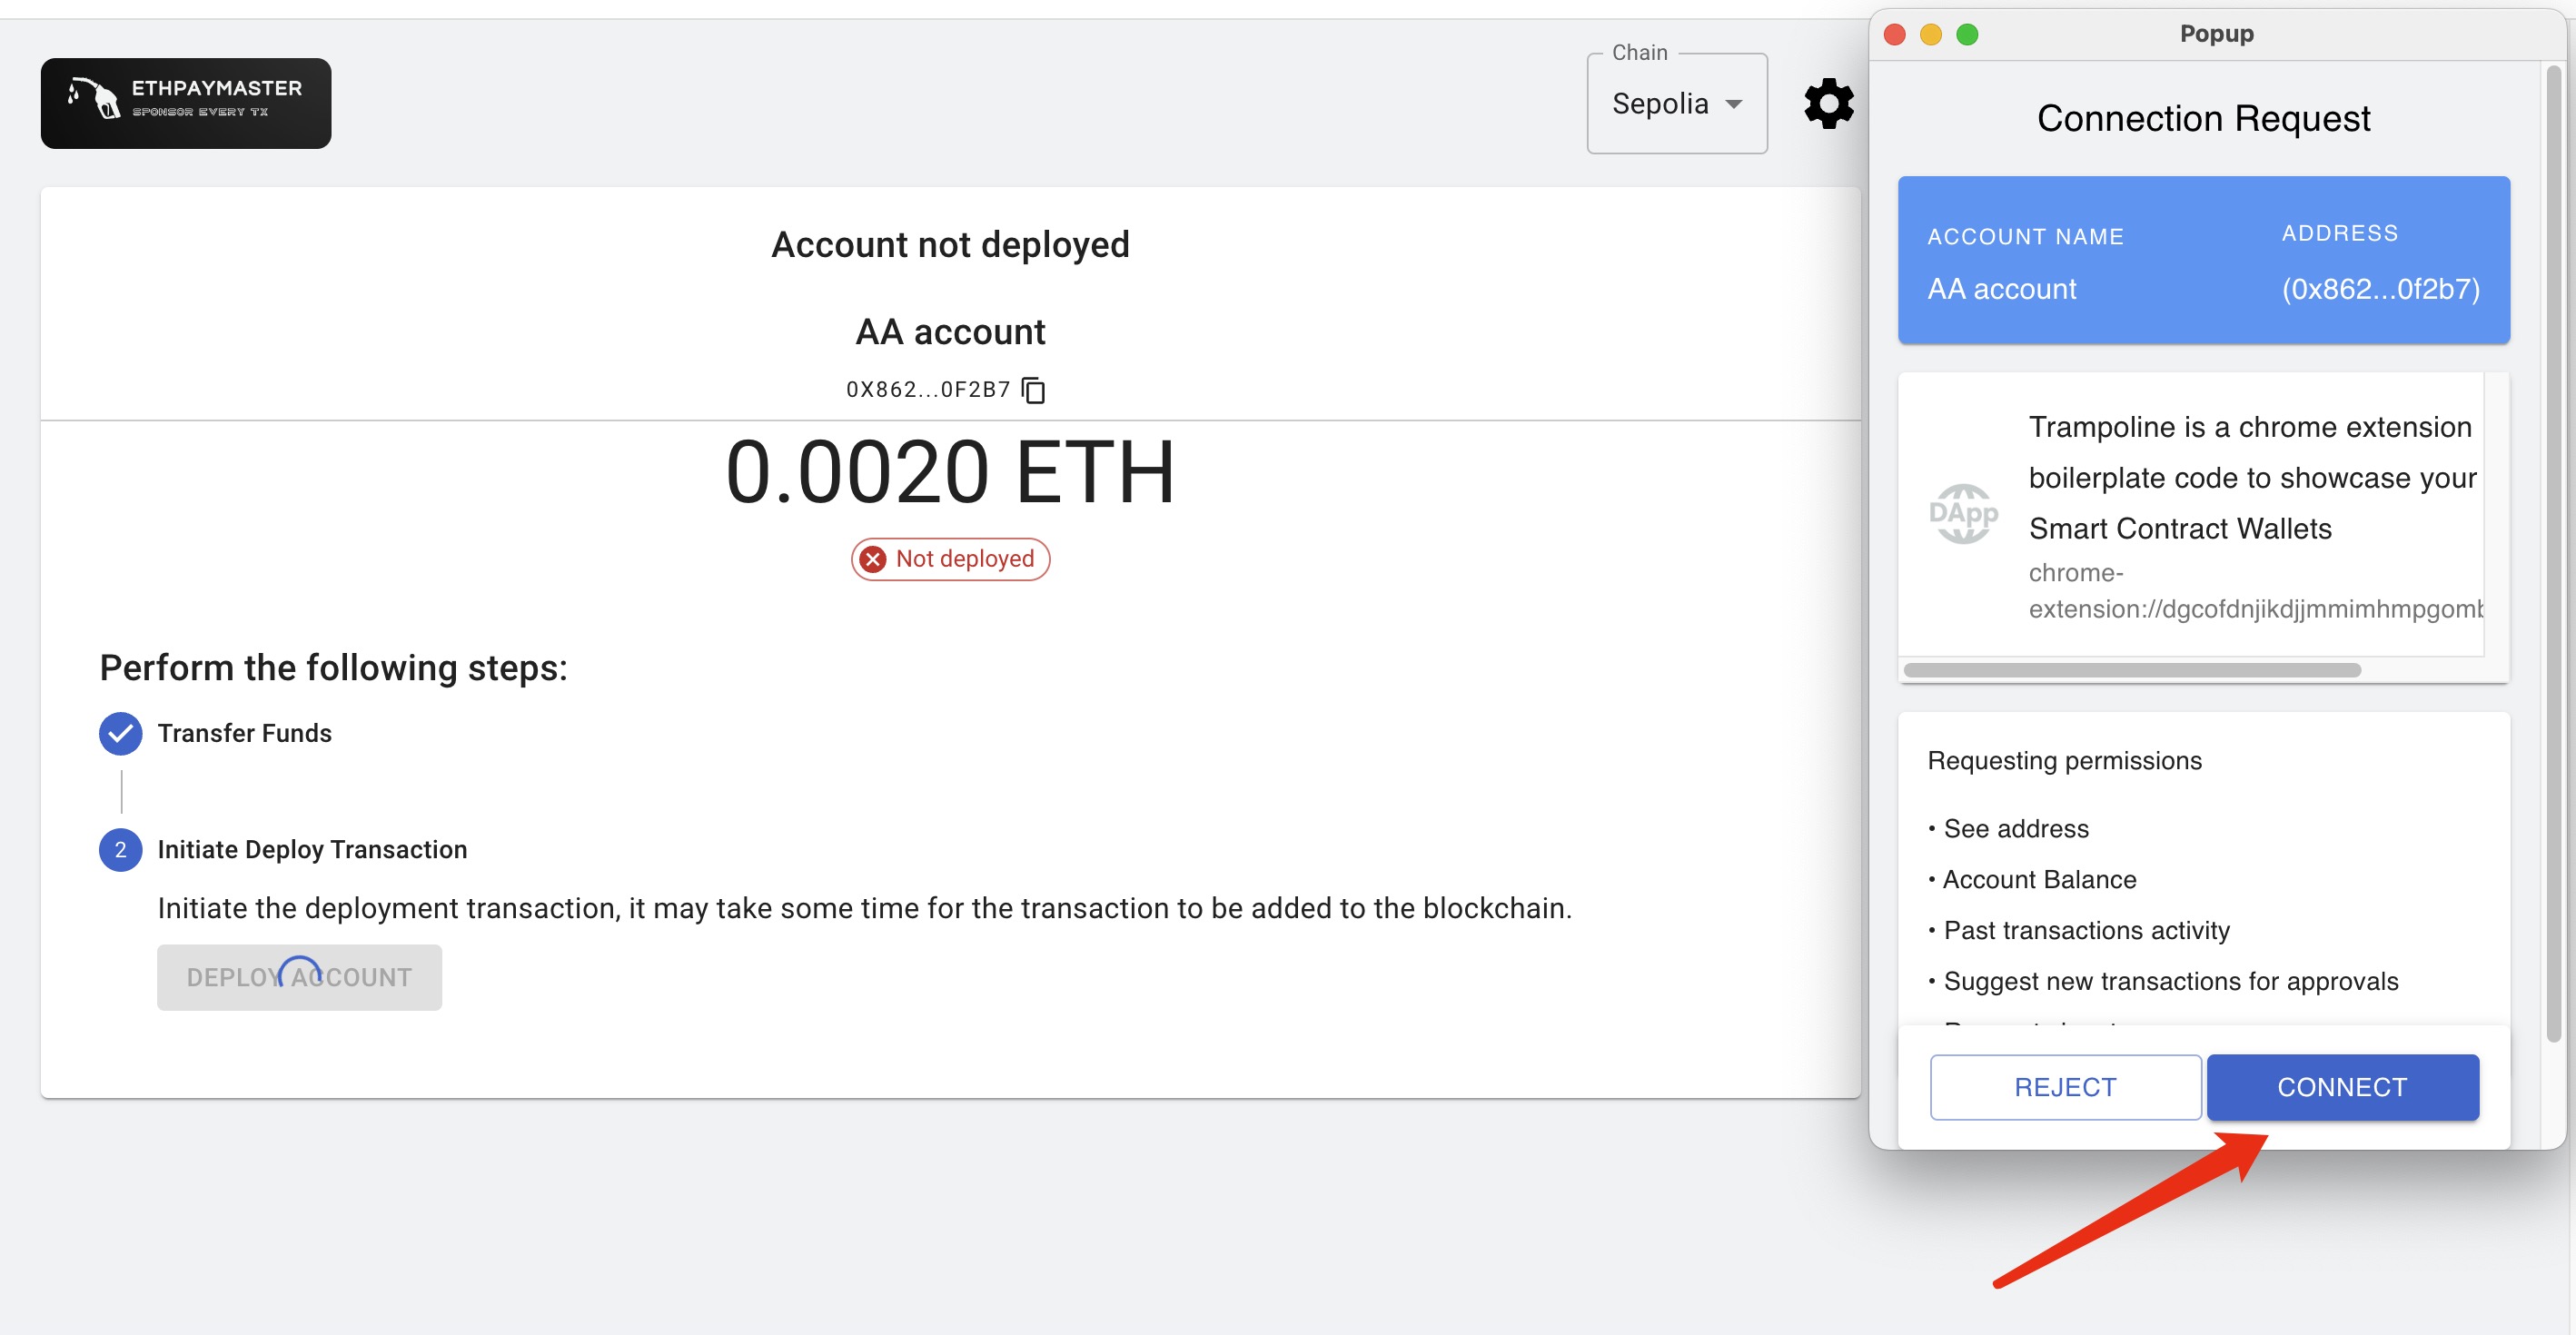 ETHPAYMASTER
SPONSOR EVERY TX
Chain
Sepolia
Account not deployed
AA account
0X862...0F2B7
0.0020 ETH
Not deployed
Perform the following steps:
Transfer Funds
2
Initiate Deploy Transaction
Initiate the deployment transaction, it may take some time for the transaction to be added to the blockchain.
DEPLOY ACCOUNT
Popup
Connection Request
ACCOUNT NAME
ADDRESS
AA account
(0x862...0f2b7)
DApp
Trampoline is a chrome extension
boilerplate code to showcase your
Smart Contract Wallets
chrome-
extension://dgcofdnjikdjjmmimhmpgomb
Requesting permissions
• See address
• Account Balance
• Past transactions activity
• Suggest new transactions for approvals
REJECT
CONNECT